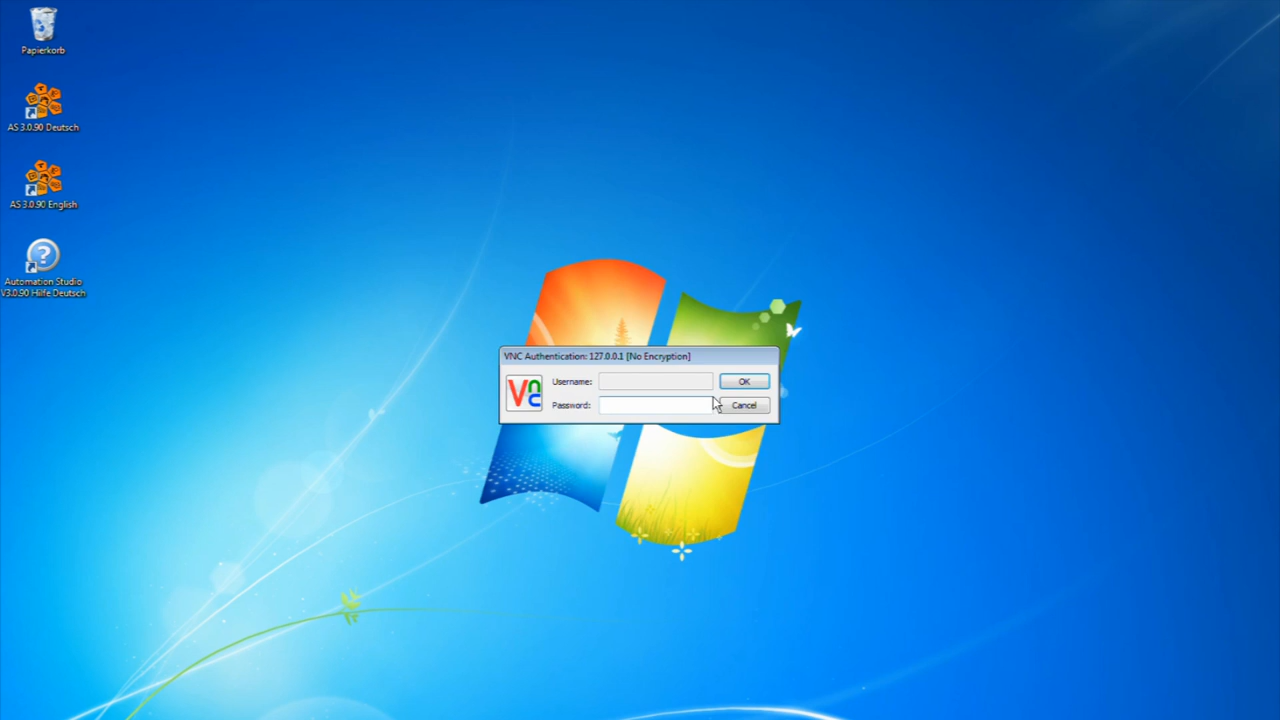 Papierkorb
AS 3.0.90 Deutsch
AS 3.0.90 English
Automation Studio
V3.0.90 Hilfe Deutsch
VNC Authentication: 127.0.0.1 [No Encryption]
Username:
OK
Password:
Cancel